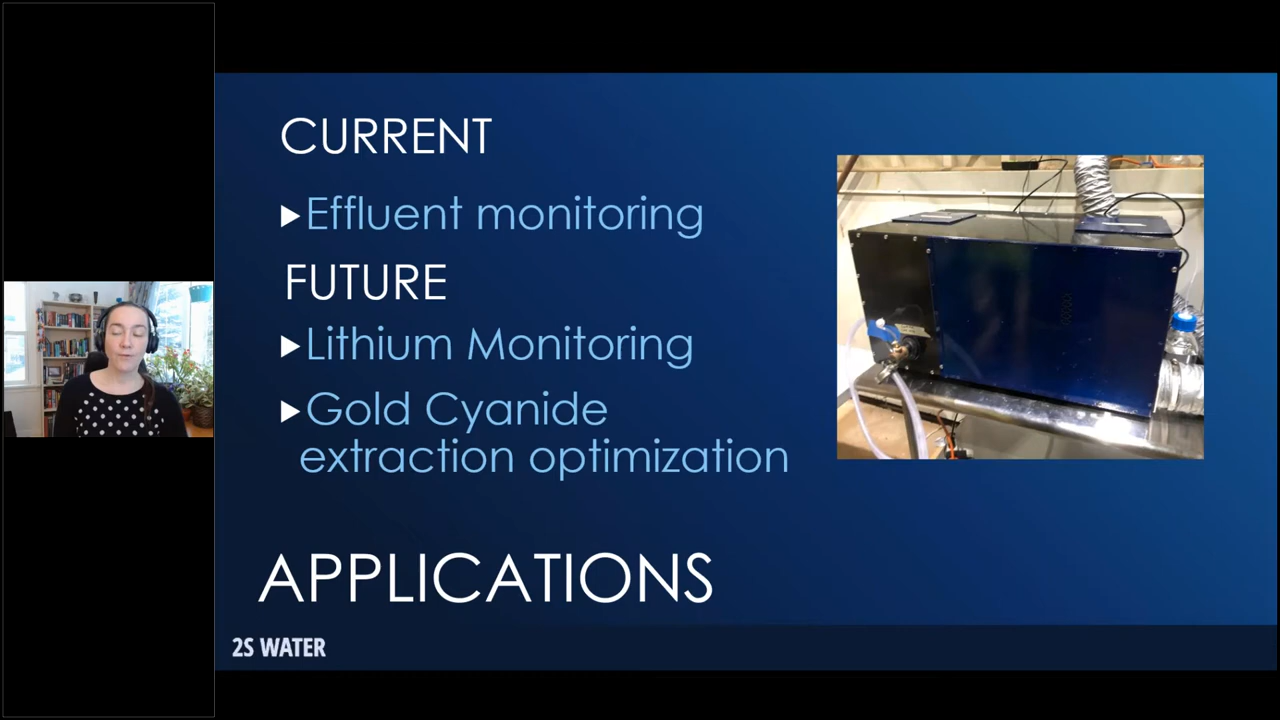 CURRENT
Effluent monitoring
FUTURE
Lithium Monitoring
Gold Cyanide
extraction optimization
APPLICATIONS
2S WATER